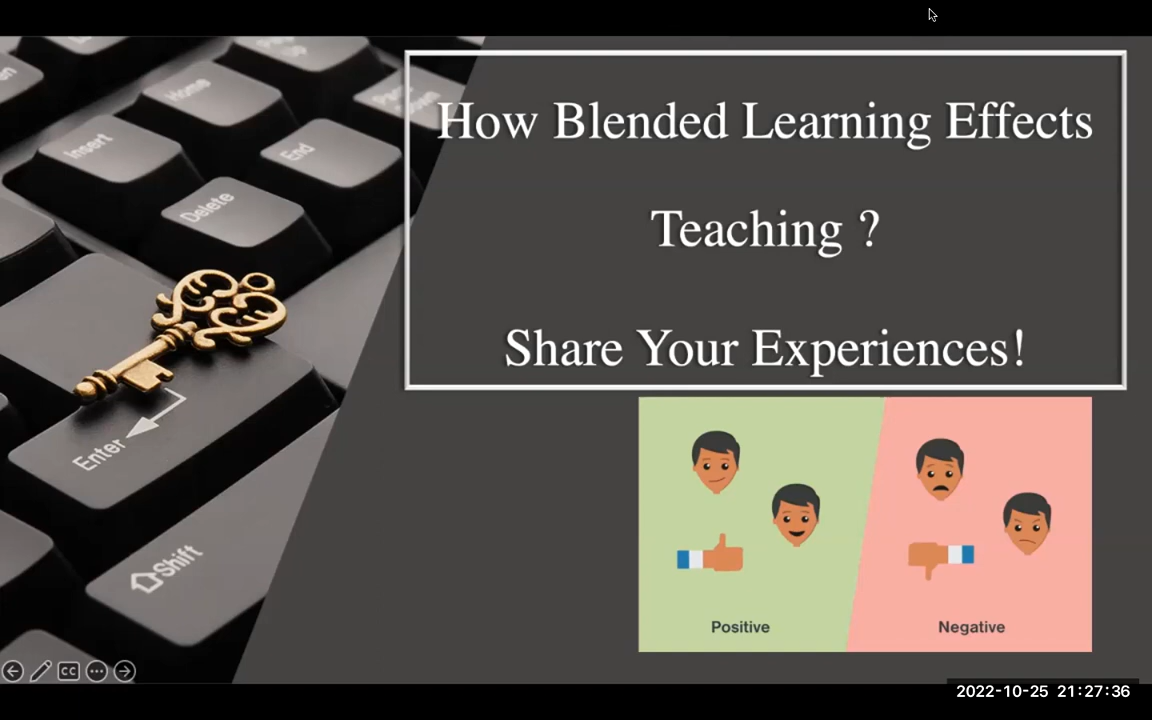 Home
Insert
End
Delete
Enter
Shift
How Blended Learning Effects
Teaching ?
Share Your Experiences!
Positive
Negative
CC
2022-10-25 21:27:36